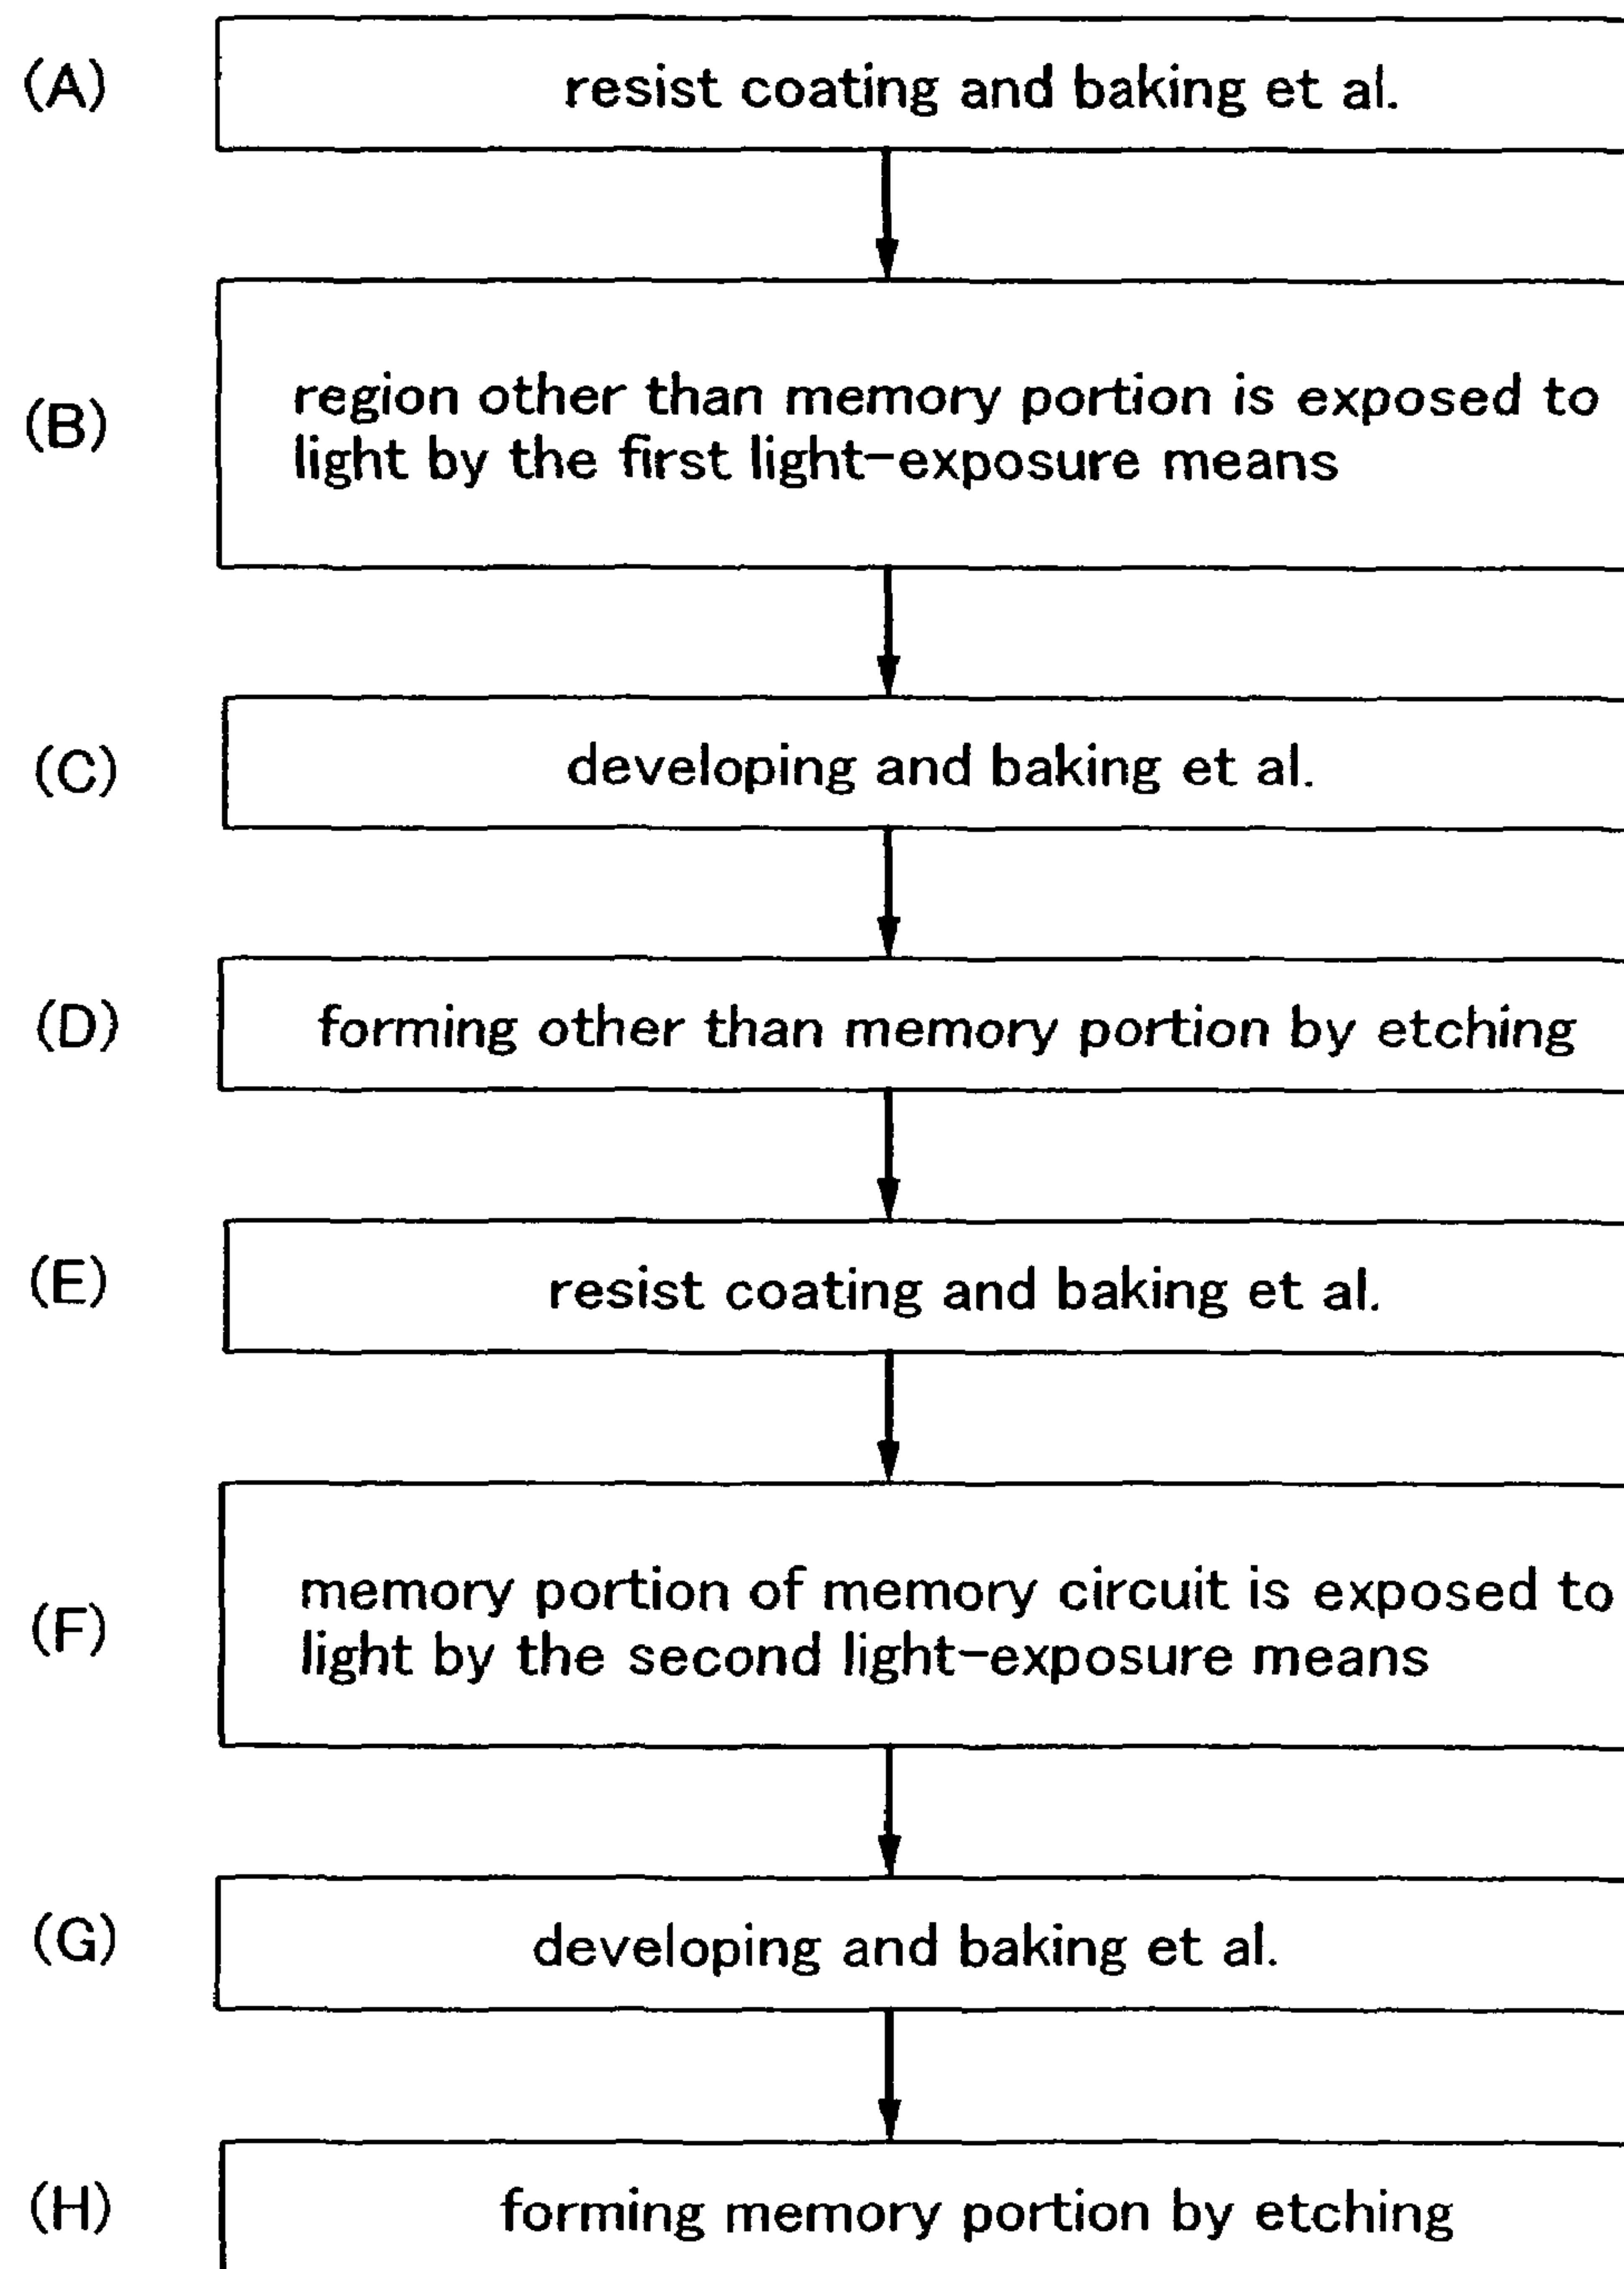 (A)
resist coating and baking et al.
(B)
region other than memory portion is exposed to
light by the first light-exposure means
(C)
developing and baking et al.
(D)
forming other than memory portion by etching
(E)
resist coating and baking et al.
(F)
memory portion of memory circuit is exposed to
light by the second light-exposure means
(G)
developing and baking et al.
(H)
forming memory portion by etching